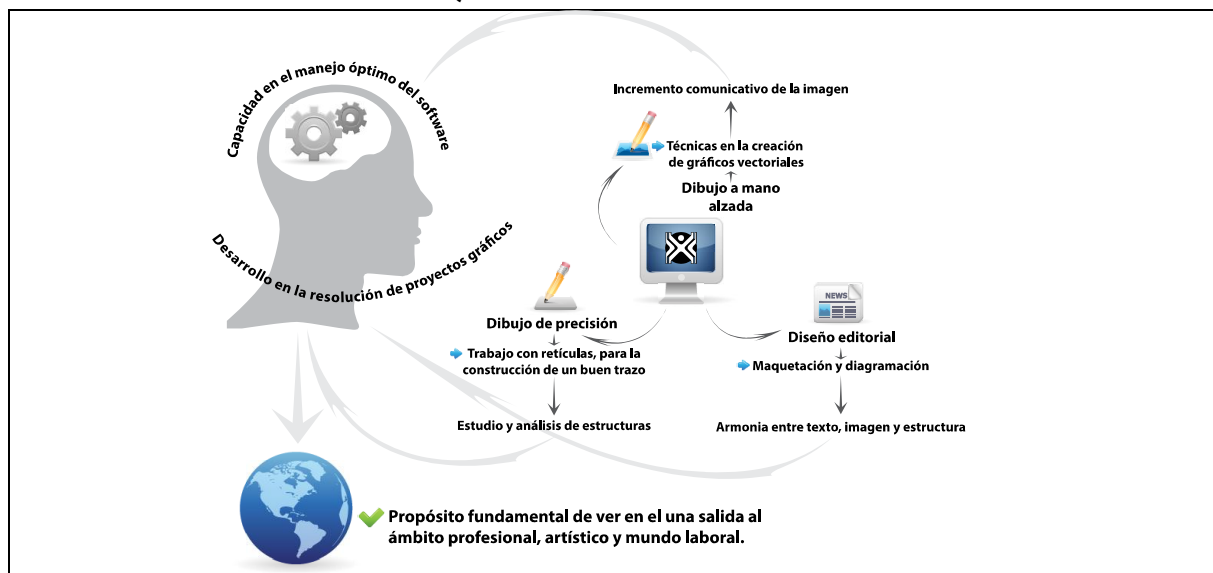 Capacidad en el manejo óptimo del software
Desarrollo en la resolución de proyectos gráficos
Incremento comunicativo de la imagen
Técnicas en la creación
de gráficos vectoriales
Dibujo a mano
alzada
Dibujo de precisión
Trabajo con retículas, para la
construcción de un buen trazo
Estudio y análisis de estructuras
NEWS
Diseño editorial
Maquetación y diagramación
Armonia entre texto, imagen y estructura
Propósito fundamental de ver en el una salida al
ámbito profesional, artístico y mundo laboral.